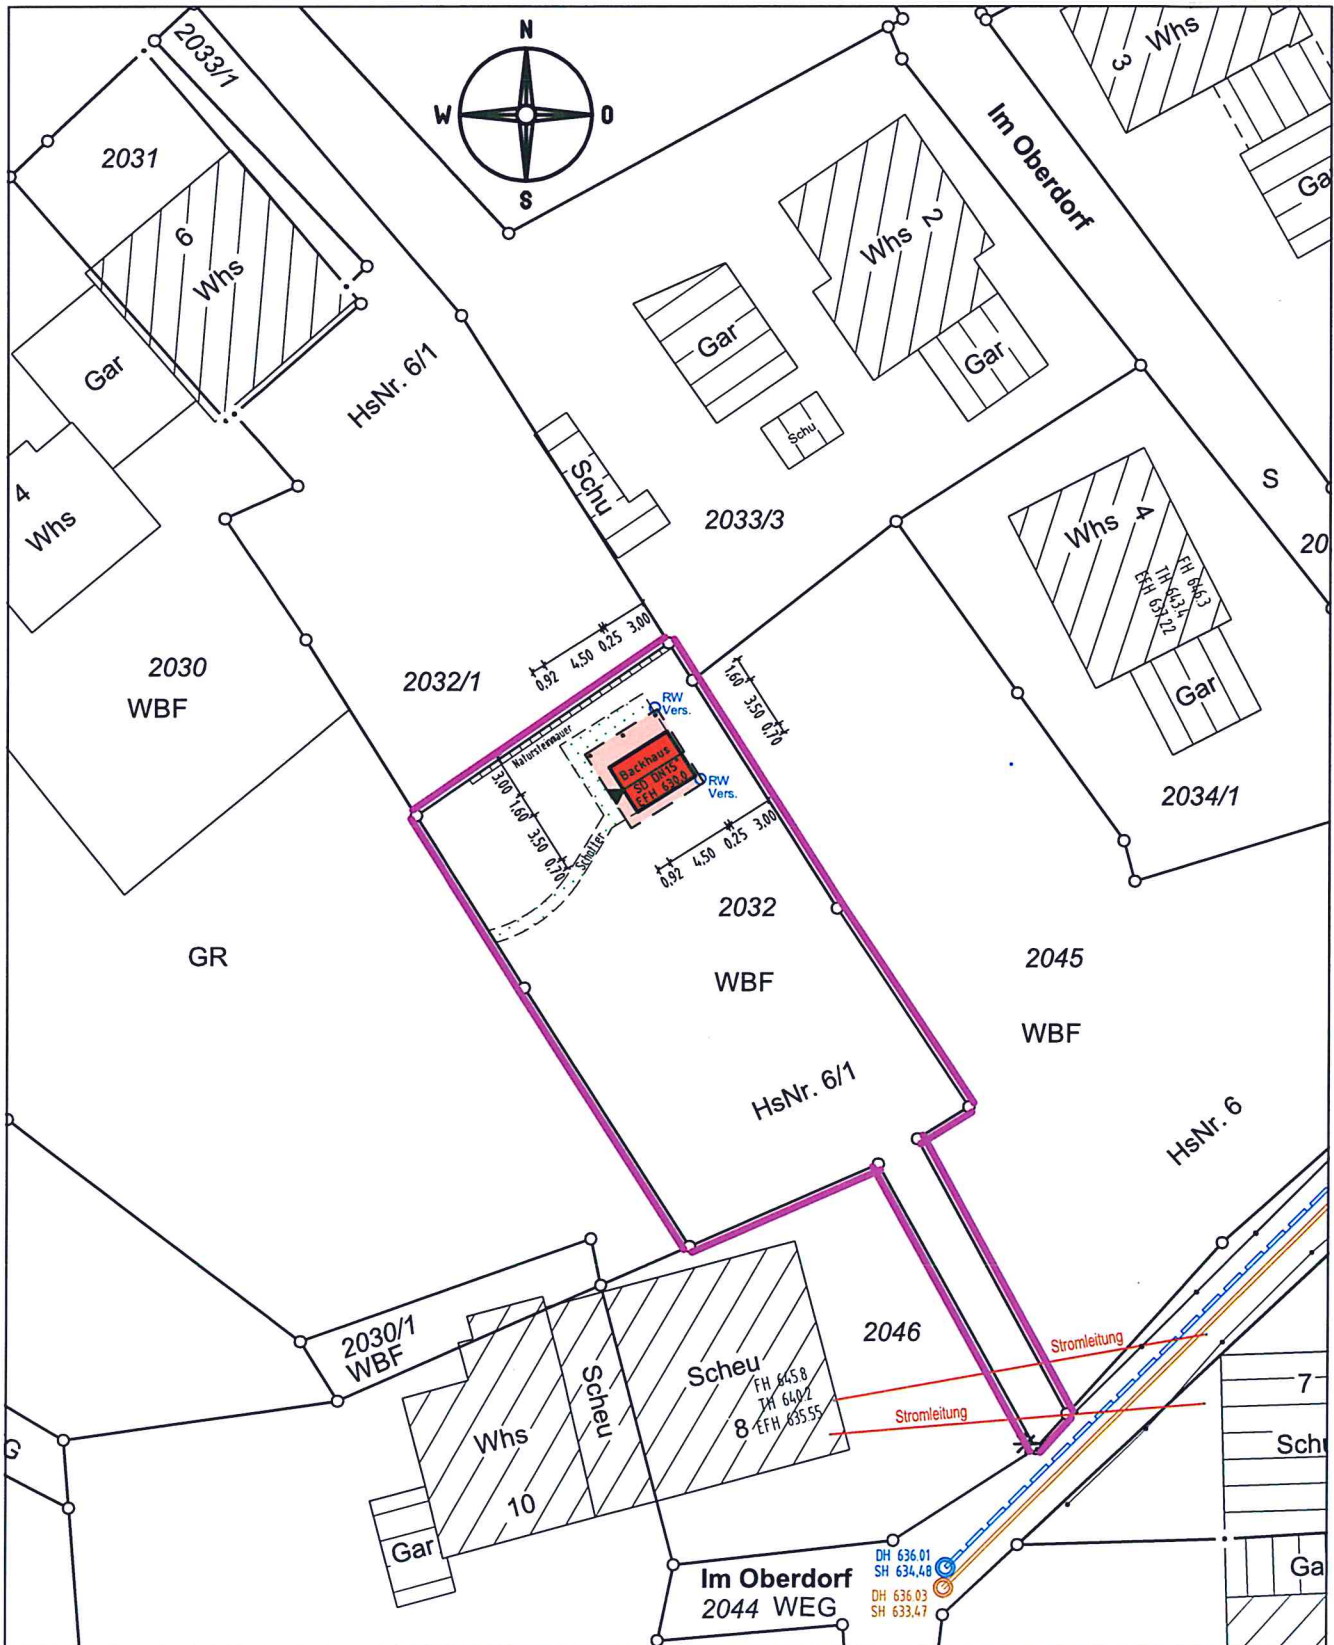 N
W
O
S
2033/1
2031
6
Whs
Gar
4
Whs
HsNr. 6/1
Im Oberdorf
3
Whs
Ga
Whs 2
Gar
Gar
Schu
Schu
2033/3
S
20
Whs 4
FH 646.3
TH 643.4
EFH 637.22
Gar
2034/1
2030
WBF
2032/1
0,92 4,50 0,25 3,00
1,60 3,50 0,70
RW
Vers.
Natursteinmauer
Backhaus
SD DN15°
EFH 630.0
RW
Vers.
3,00 1,60 3,50 0,70
Schotter
0,92 4,50 0,25 3,00
GR
2032
WBF
2045
WBF
HsNr. 6/1
HsNr. 6
2030/1
WBF
2046
Stromleitung
Stromleitung
Scheu
Scheu
FH 645.8
TH 640.2
EFH 635.55
8
Whs
10
Gar
G
7
Schu
Ga
Im Oberdorf
2044 WEG
DH 636.01
SH 634,48
DH 636.03
SH 633,47